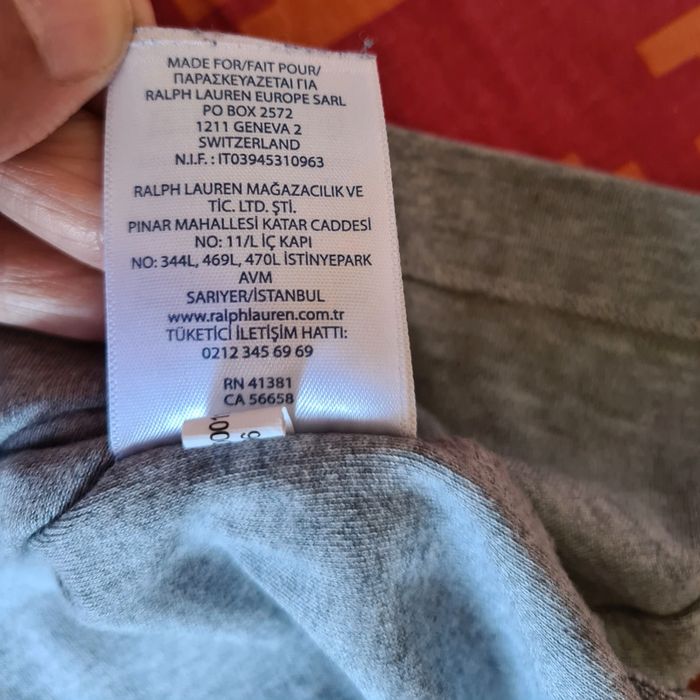 MADE FOR/FAIT POUR/
ΠΑΡΑΣΚΕΥΑΖΕΤΑΙ ΓΙΑ
RALPH LAUREN EUROPE SARL
PO BOX 2572
1211 GENEVA 2
SWITZERLAND
N.I.F. : IT03945310963
RALPH LAUREN MAĞAZACILIK VE
TİC. LTD. ŞTİ.
PINAR MAHALLESİ KATAR CADDESİ
NO: 11/L İÇ KAPI
NO: 344L, 469L, 470L İSTİNYEPARK
AVM
SARIYER/İSTANBUL
www.ralphlauren.com.tr
TÜKETİCİ İLETİŞİM HATTI:
0212 345 69 69
RN 41381
CA 56658